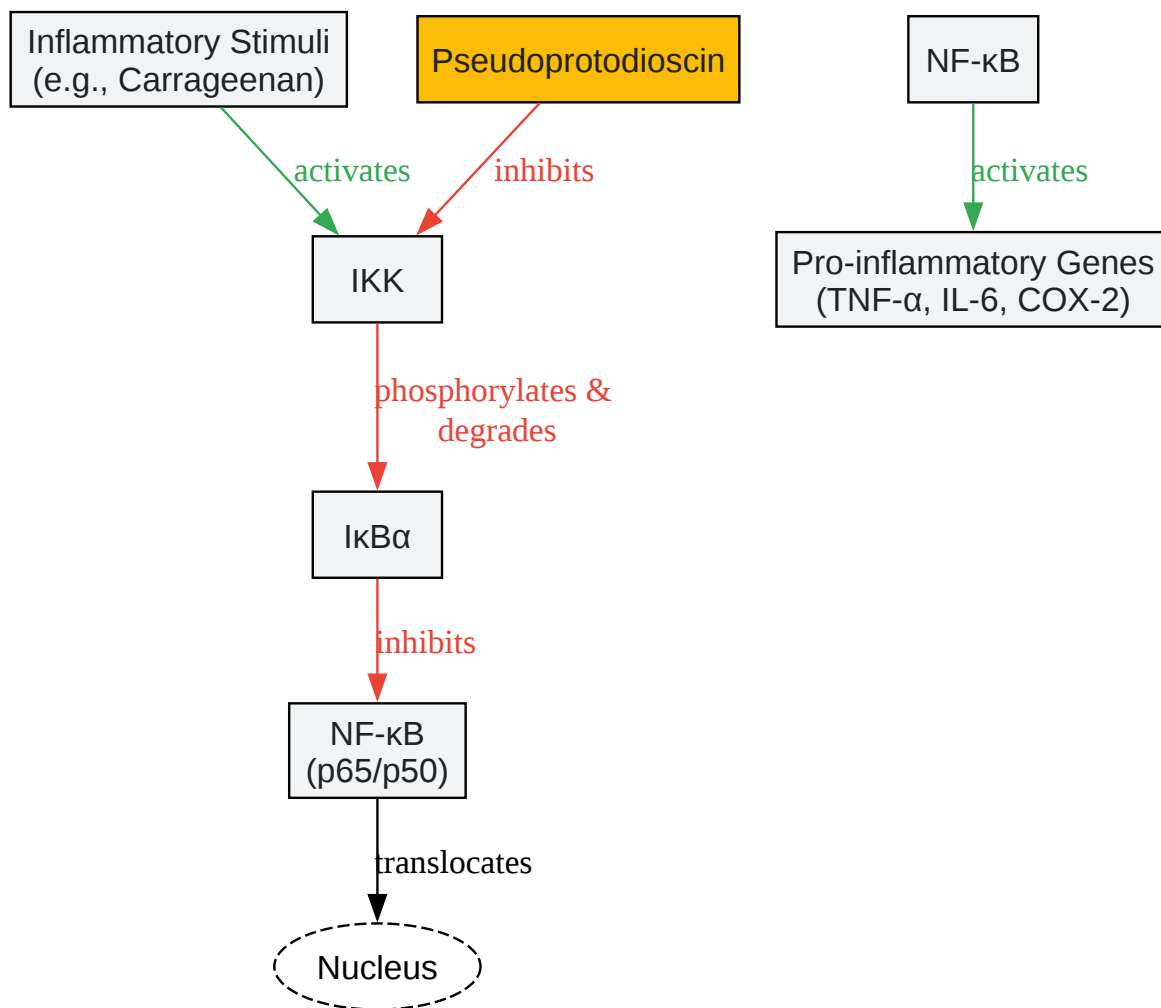 Inflammatory Stimuli
(e.g., Carrageenan)
Pseudoprotodioscin
NF-κB
activates
inhibits
activates
IKK
Pro-inflammatory Genes
(TNF-α, IL-6, COX-2)
phosphorylates &
degrades
IκBα
inhibits
NF-κB
(p65/p50)
translocates
Nucleus